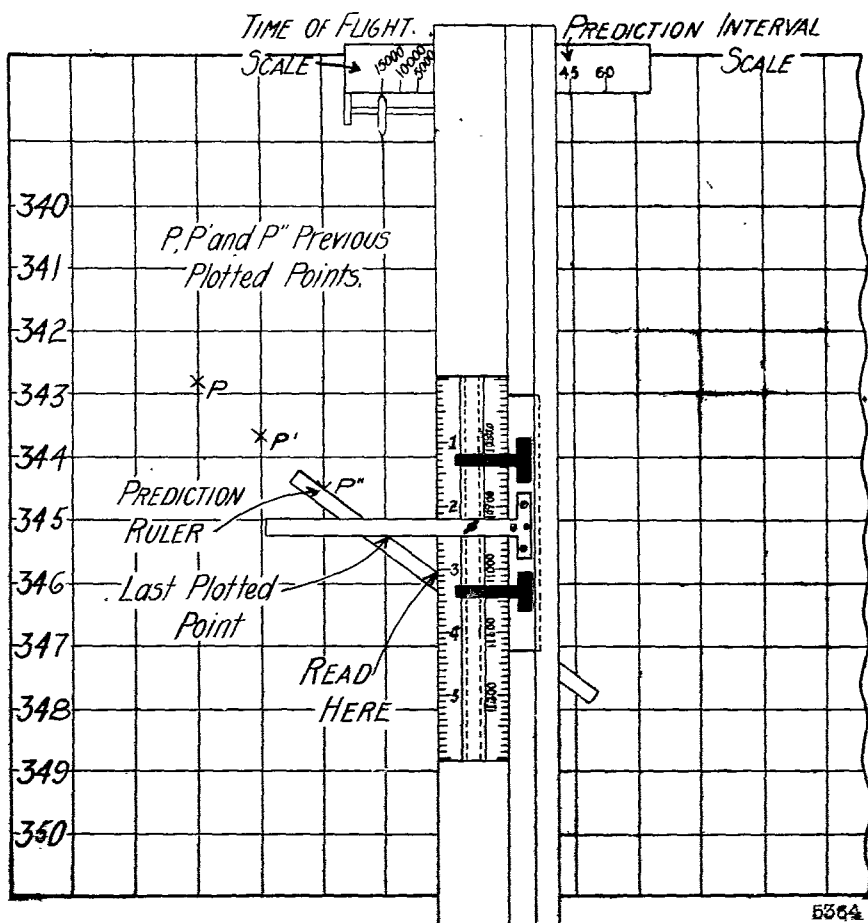 TIME OF FLIGHT.
SCALE
PREDICTION INTERVAL
SCALE
15000
10000
5000
45 60
340
341
P, P' and P" Previous
Plotted Points.
342
343
P
344
P'
P"
1
PREDICTION
RULER
345
2
346
3
11000
Last Plotted
Point
347
4
READ
HERE
348
5
349
350
5364